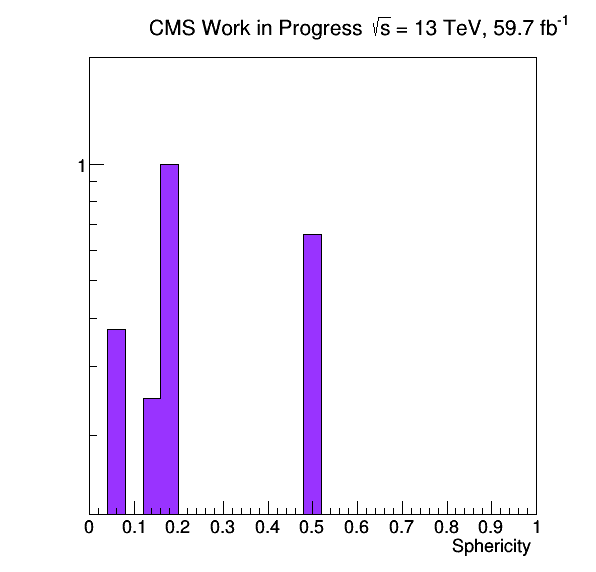 CMS Work in Progress √s = 13 TeV, 59.7 fb⁻¹
1
0 0.1 0.2 0.3 0.4 0.5 0.6 0.7 0.8 0.9 1
Sphericity